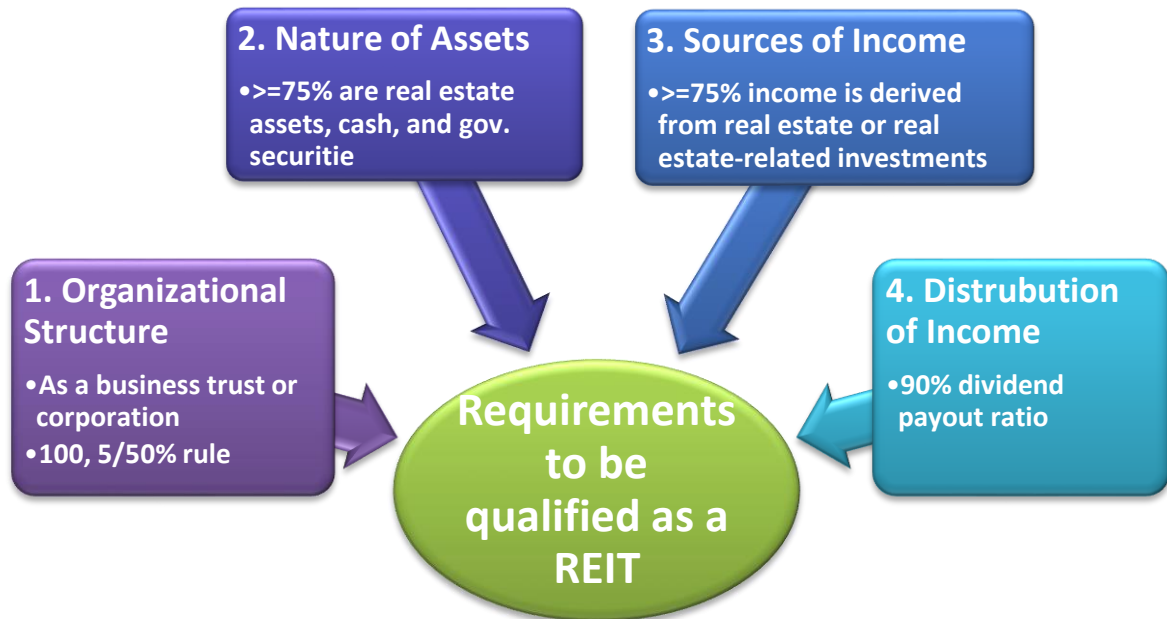 1. Organizational
Structure
•As a business trust or
corporation
•100, 5/50% rule
2. Nature of Assets
•>=75% are real estate
assets, cash, and gov.
securitie
3. Sources of Income
•>=75% income is derived
from real estate or real
estate-related investments
4. Distrubution
of Income
•90% dividend
payout ratio
Requirements
to be
qualified as a
REIT